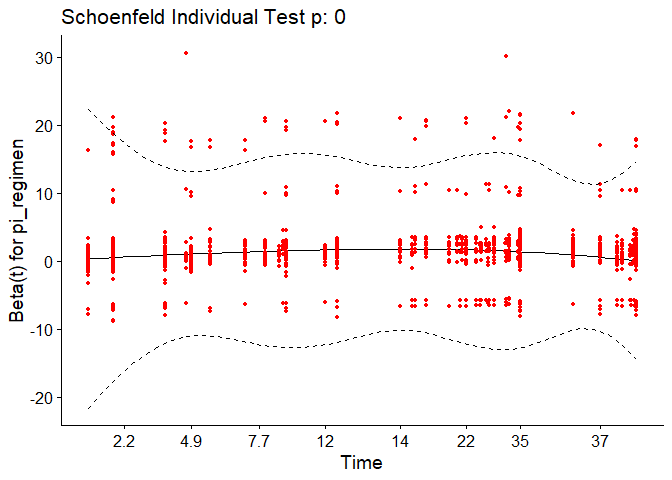 Schoenfeld Individual Test p: 0
30
20
10
0
-10
-20
Beta(t) for pi_regimen
2.2 4.9 7.7 12 14 22 35 37
Time